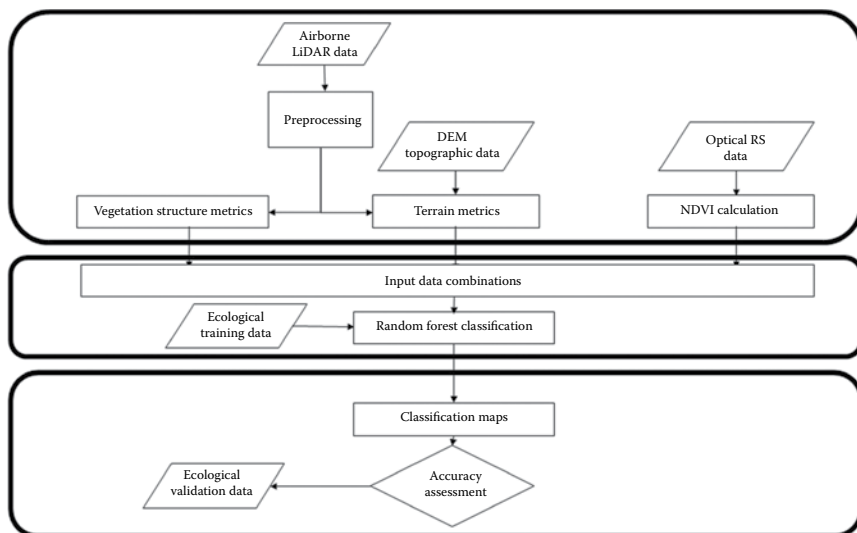 Airborne
LiDAR data
Preprocessing
DEM
topographic data
Optical RS
data
Vegetation structure metrics
Terrain metrics
NDVI calculation
Input data combinations
Ecological
training data
Random forest classification
Classification maps
Ecological
validation data
Accuracy
assessment